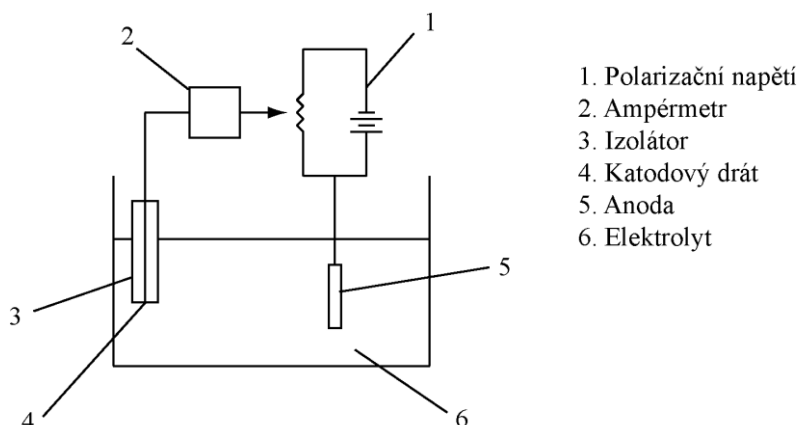 1
2
1. Polarizační napětí
2. Ampérmetr
3. Izolátor
4. Katodový drát
5. Anoda
6. Elektrolyt
5
3
4
6